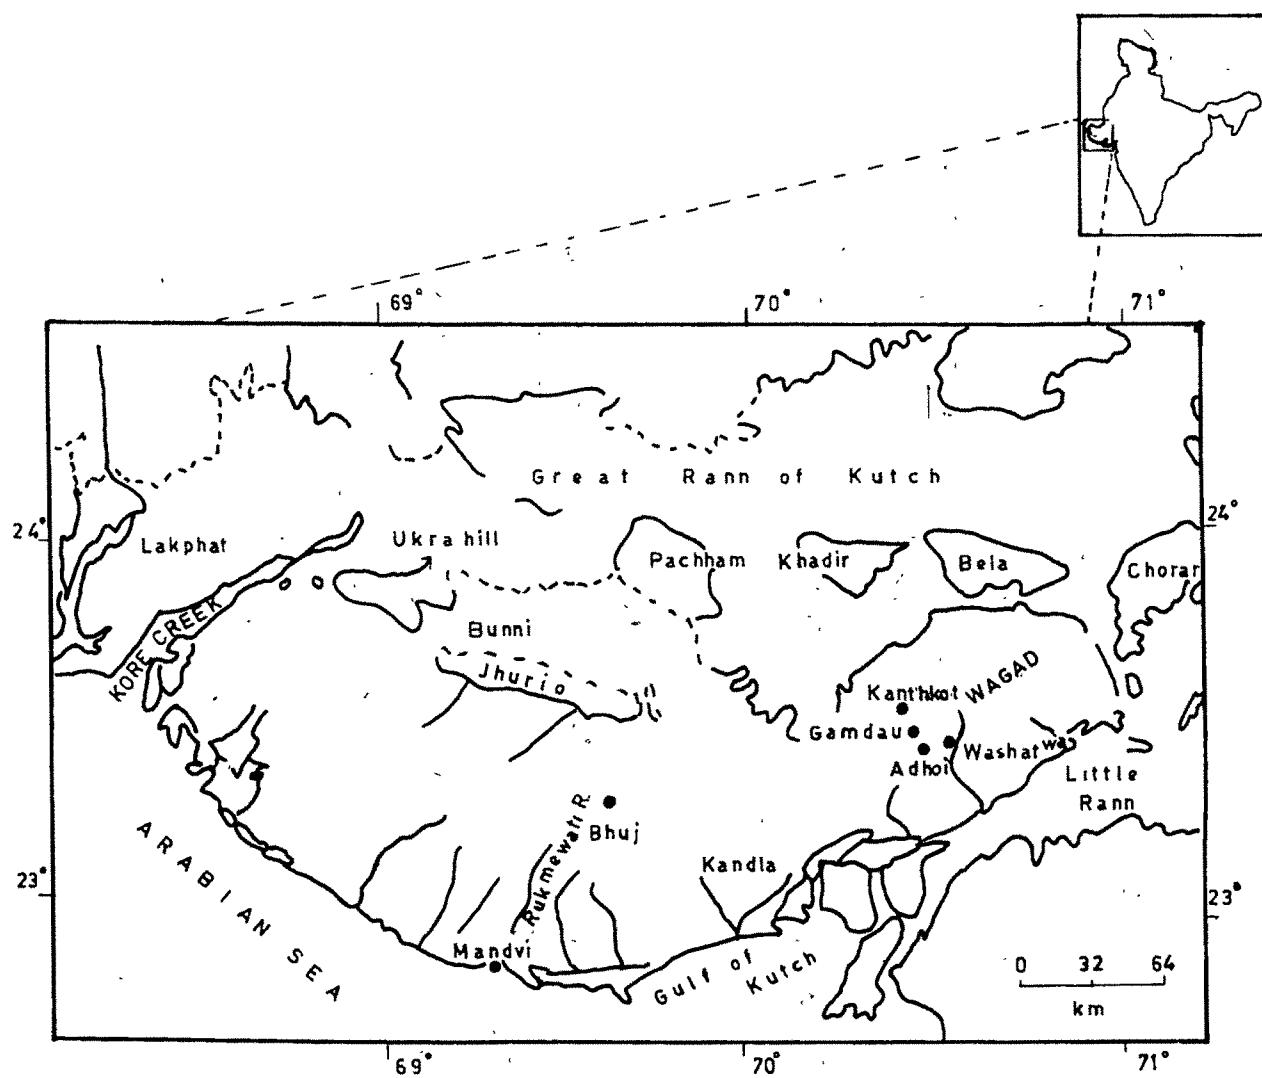 69°
70°
71°
Great Rann of Kutch
24°
24°
Lakphat
Ukra hill
Pachham
Khadir
Bela
Chorar
KORE CREEK
Bunni
Jhurio
WAGAD
Kanthkot
Gamdau
Adhoi
Washatwa
Little
Rann
Rukmewati R.
Bhuj
ARABIAN SEA
Kandla
23°
23°
Mandvi
Gulf of
Kutch
0 32 64
km
69°
70°
71°